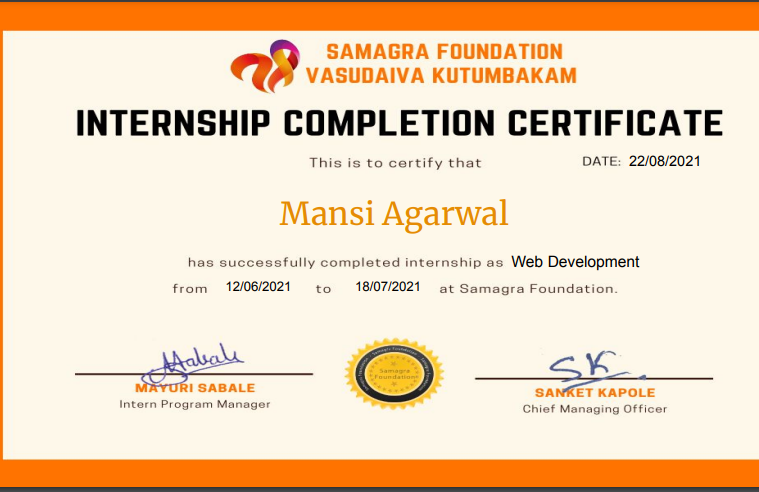 SAMAGRA FOUNDATION
VASUDAIVA KUTUMBAKAM
INTERNSHIP COMPLETION CERTIFICATE
This is to certify that
DATE: 22/08/2021
Mansi Agarwal
has successfully completed internship as Web Development
from 12/06/2021 to 18/07/2021 at Samagra Foundation.
SK
Samagra
Foundation
MAYURI SABALE
Intern Program Manager
SANKET KAPOLE
Chief Managing Officer